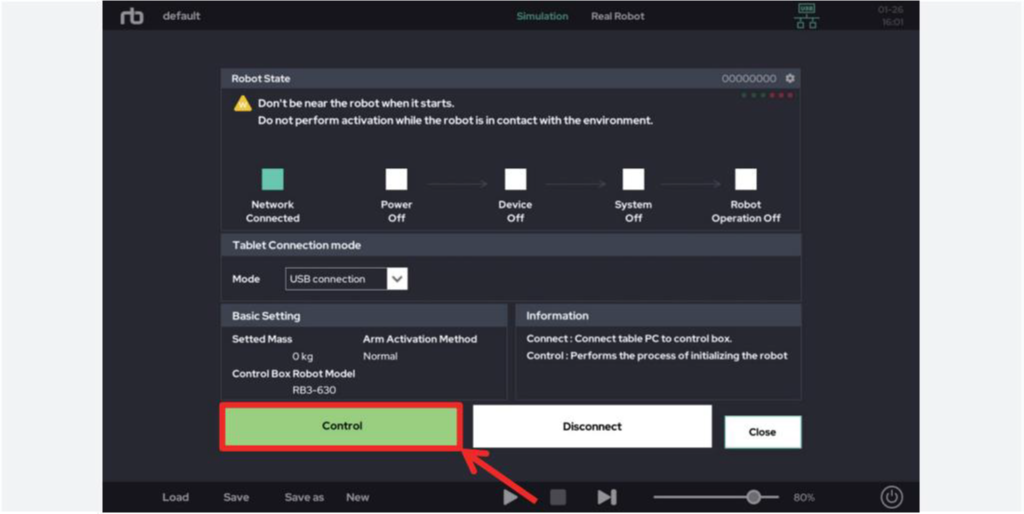 rb default Simulation Real Robot USB 01-26
16:01
Robot State 00000000
Don't be near the robot when it starts.
Do not perform activation while the robot is in contact with the environment.
Network Power Device System Robot
Connected Off Off Off Operation Off
Tablet Connection mode
Mode USB connection
Basic Setting Information
Setted Mass Arm Activation Method Connect : Connect table PC to control box.
0 kg Normal Control : Performs the process of initializing the robot
Control Box Robot Model
RB3-630
Control Disconnect Close
Load Save Save as New 80%